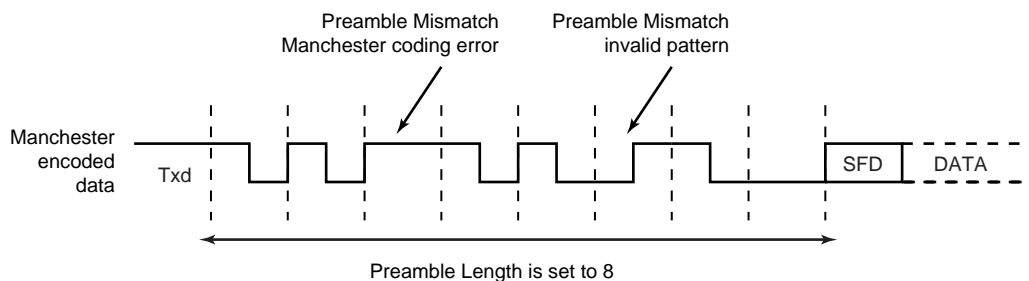 Preamble Mismatch
Manchester coding error
Preamble Mismatch
invalid pattern
Manchester
encoded
data
Txd
SFD
DATA
Preamble Length is set to 8